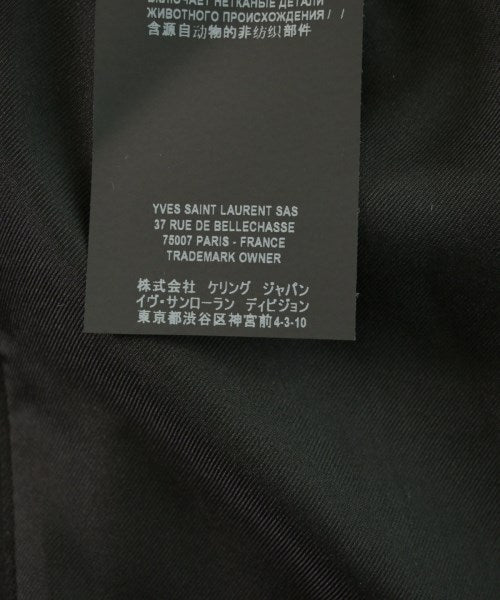 ВКЛЮЧАЕТ НЕТКАНЫЕ ДЕТАЛИ
ЖИВОТНОГО ПРОИСХОЖДЕНИЯ / /
含源自动物的非纺织部件
YVES SAINT LAURENT SAS
37 RUE DE BELLECHASSE
75007 PARIS - FRANCE
TRADEMARK OWNER
株式会社 ケリング ジャパン
イヴ・サンローラン ディビジョン
東京都渋谷区神宮前4-3-10